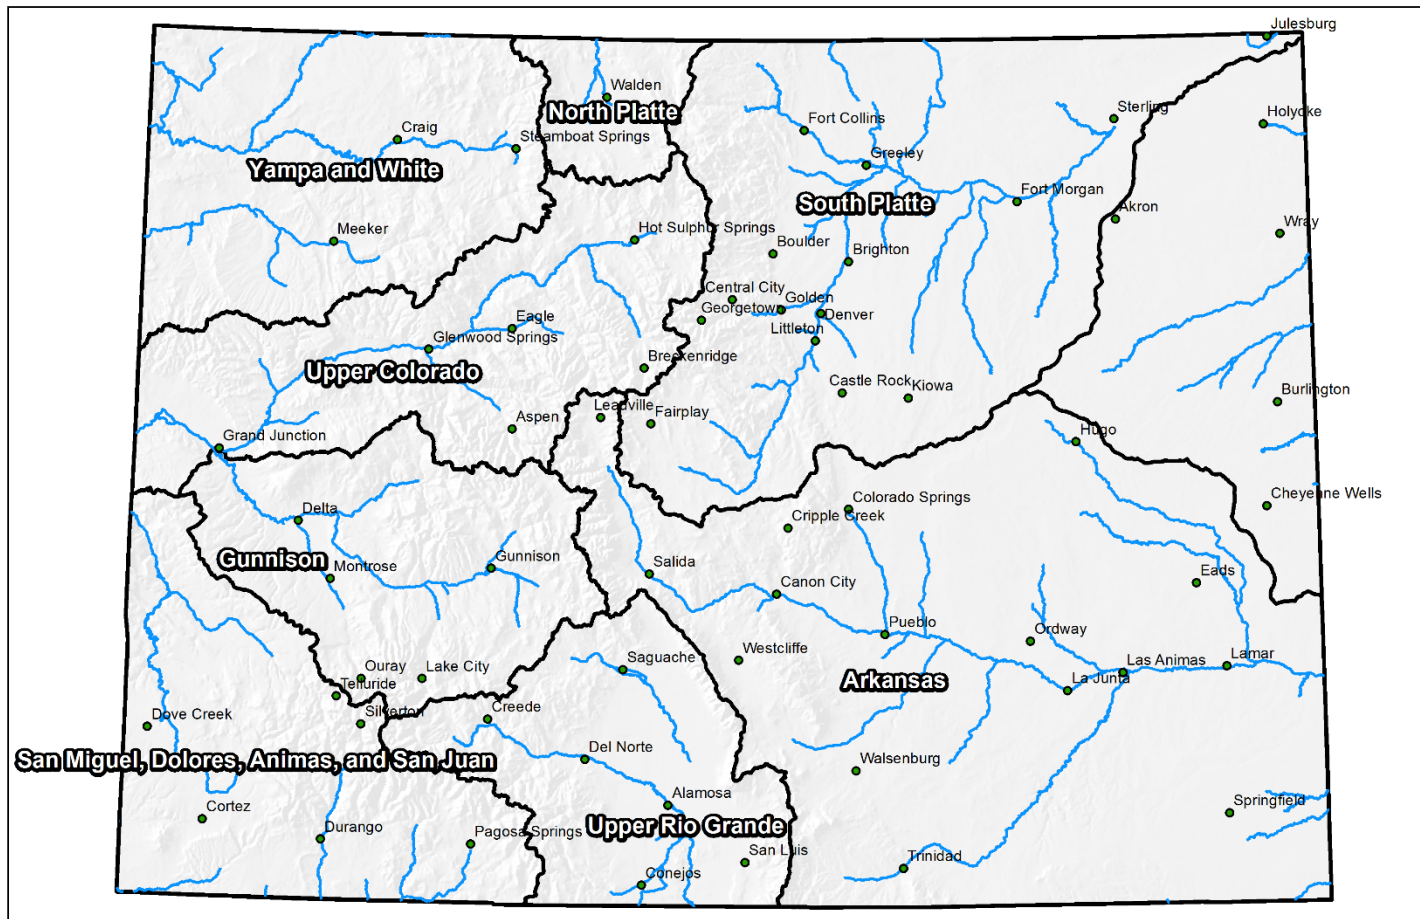 Julesburg
Walden
North Platte
Sterling
Holyoke
Fort Collins
Craig
Steamboat Springs
Greeley
Yampa and White
South Platte
Fort Morgan
Akron
Wray
Meeker
Hot Sulphur Springs
Boulder
Brighton
Central City
Golden
Georgetown
Denver
Eagle
Glenwood Springs
Littleton
Breckenridge
Upper Colorado
Castle Rock
Kiowa
Burlington
Leadville
Aspen
Fairplay
Grand Junction
Hugo
Cheyenne Wells
Colorado Springs
Delta
Cripple Creek
Gunnison
Gunnison
Montrose
Salida
Canon City
Eads
Pueblo
Ordway
Westcliffe
Saguache
Ouray
Lake City
Las Animas
Lamar
Telluride
Arkansas
La Junta
Dove Creek
Silverton
Creede
San Miguel, Dolores, Animas, and San Juan
Del Norte
Walsenburg
Alamosa
Cortez
Springfield
Upper Rio Grande
Durango
Pagosa Springs
San Luis
Trinidad
Conejos